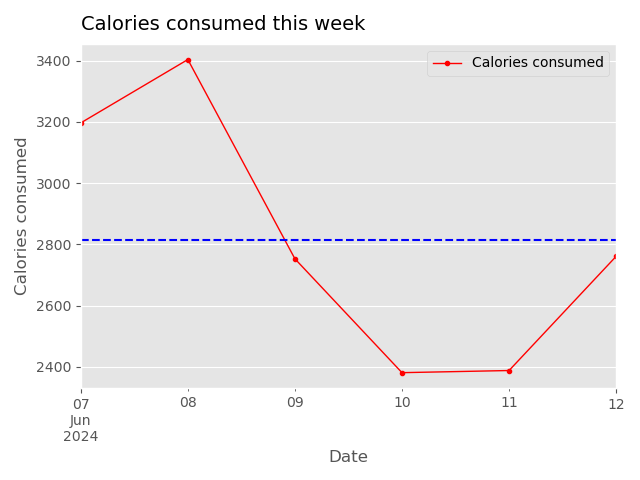 Calories consumed this week
Calories consumed
3400
3200
3000
2800
2600
2400
Calories consumed
07
Jun
2024
08
09
10
11
12
Date